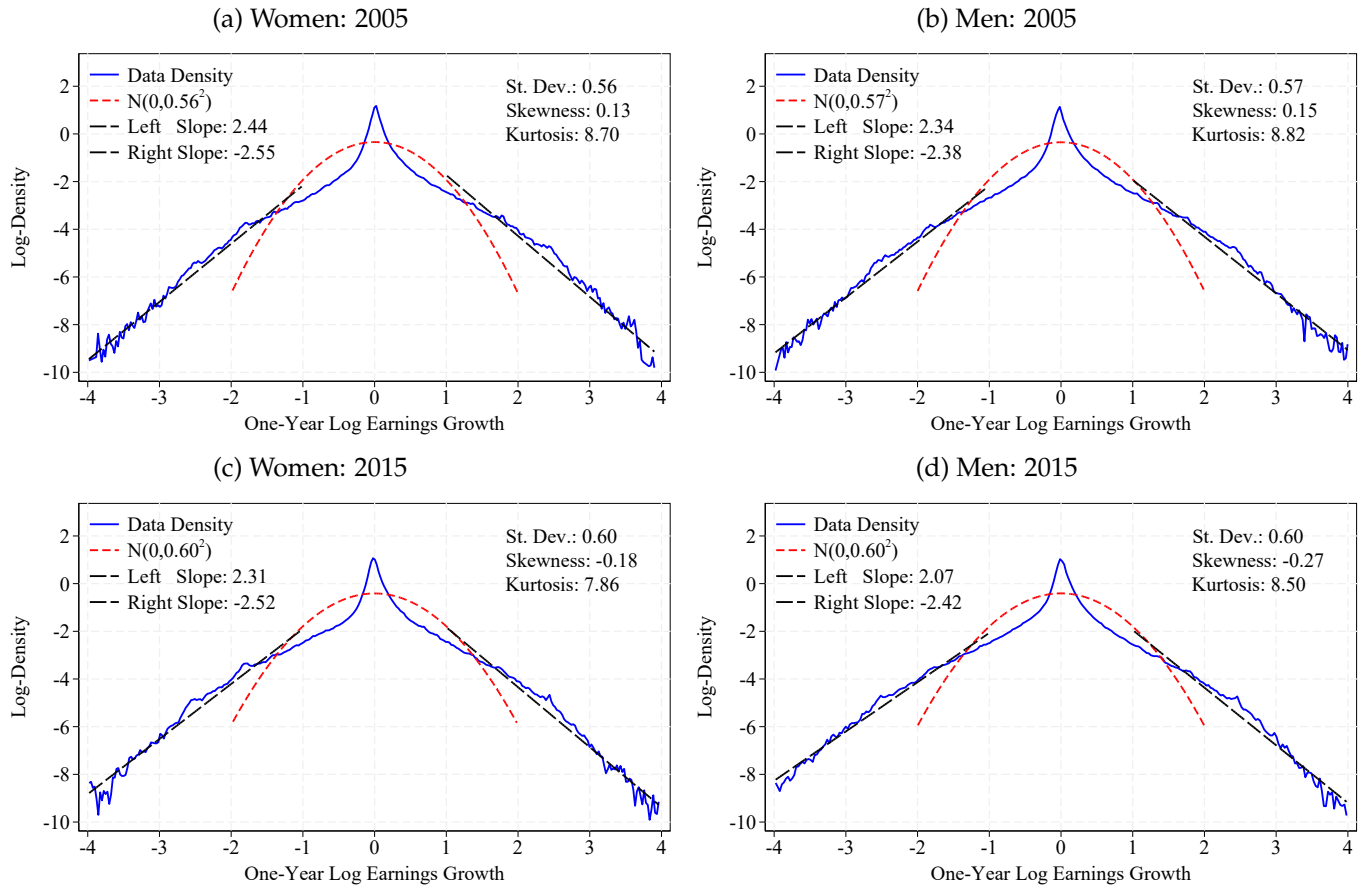 (a) Women: 2005
2
0
-2
-4
-6
-8
-10
Log-Density
-4 -3 -2 -1 0 1 2 3 4
One-Year Log Earnings Growth
Data Density
N(0,0.56²)
Left Slope: 2.44
Right Slope: -2.55
St. Dev.: 0.56
Skewness: 0.13
Kurtosis: 8.70
(b) Men: 2005
2
0
-2
-4
-6
-8
-10
Log-Density
-4 -3 -2 -1 0 1 2 3 4
One-Year Log Earnings Growth
Data Density
N(0,0.57²)
Left Slope: 2.34
Right Slope: -2.38
St. Dev.: 0.57
Skewness: 0.15
Kurtosis: 8.82
(c) Women: 2015
2
0
-2
-4
-6
-8
-10
Log-Density
-4 -3 -2 -1 0 1 2 3 4
One-Year Log Earnings Growth
Data Density
N(0,0.60²)
Left Slope: 2.31
Right Slope: -2.52
St. Dev.: 0.60
Skewness: -0.18
Kurtosis: 7.86
(d) Men: 2015
2
0
-2
-4
-6
-8
-10
Log-Density
-4 -3 -2 -1 0 1 2 3 4
One-Year Log Earnings Growth
Data Density
N(0,0.60²)
Left Slope: 2.07
Right Slope: -2.42
St. Dev.: 0.60
Skewness: -0.27
Kurtosis: 8.50